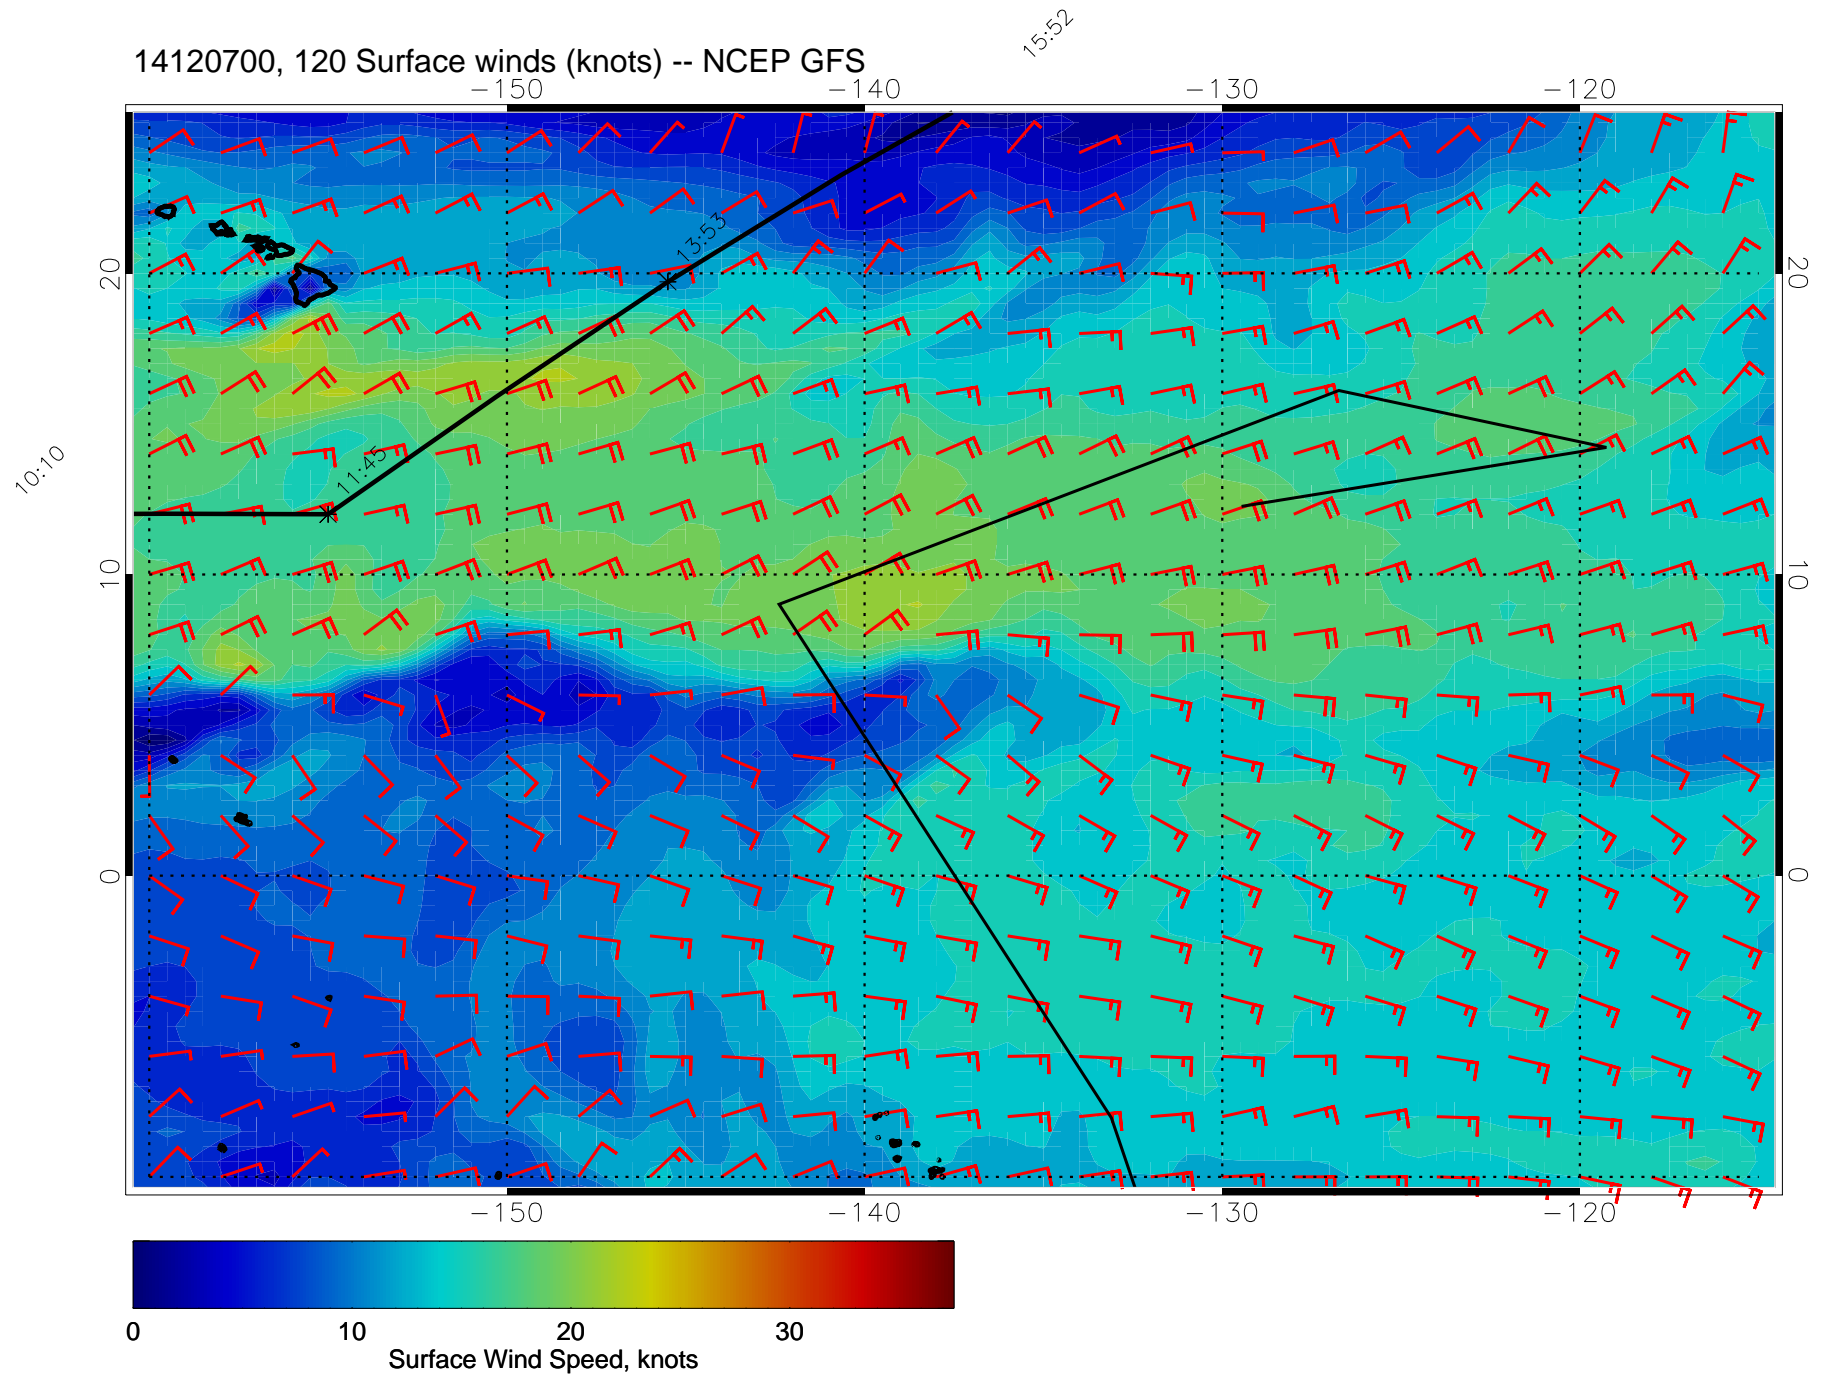 15:52
14120700, 120 Surface winds (knots) -- NCEP GFS
-150 -140 -130 -120
13:53
20 20
10:10
11:45
10 10
0 0
-150 -140 -130 -120
0 10 20 30
Surface Wind Speed, knots